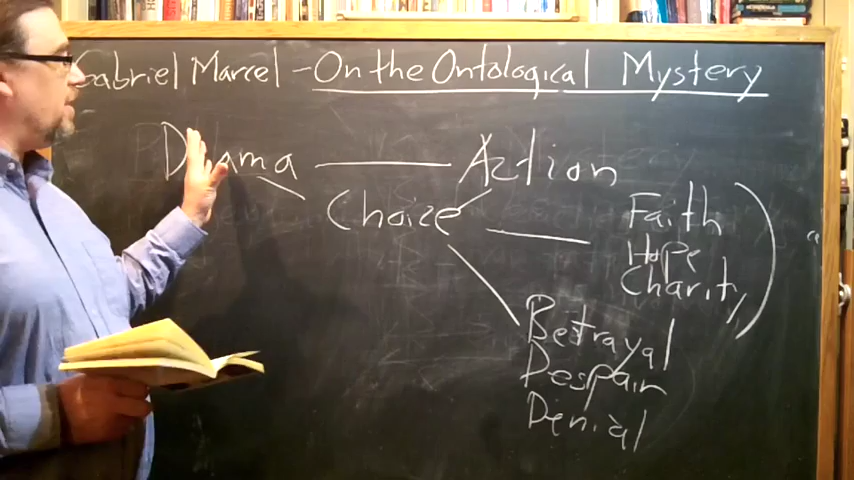 Gabriel Marcel - On the Ontological Mystery
Drama Action
Choice
Faith
Hope
Charity
Betrayal
Despair
Denial